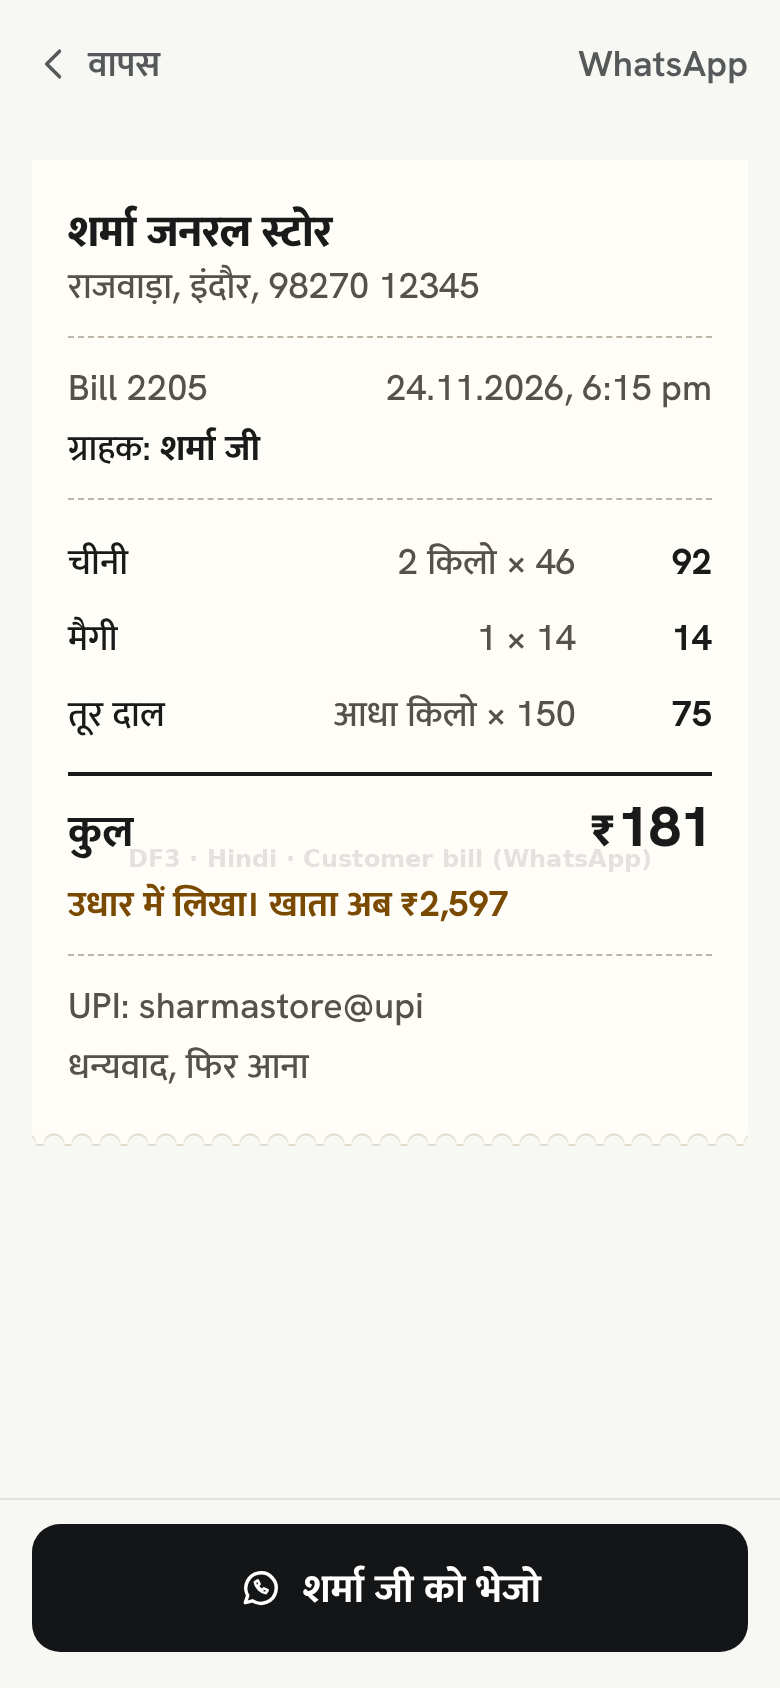 वापस WhatsApp
शर्मा जनरल स्टोर
राजवाड़ा, इंदौर, 98270 12345
Bill 2205 24.11.2026, 6:15 pm
ग्राहक: शर्मा जी
चीनी 2 किलो × 46 92
मैगी 1 × 14 14
तूर दाल आधा किलो × 150 75
कुल ₹181
DF3 · Hindi · Customer bill (WhatsApp)
उधार में लिखा। खाता अब ₹2,597
UPI: sharmastore@upi
धन्यवाद, फिर आना
शर्मा जी को भेजो